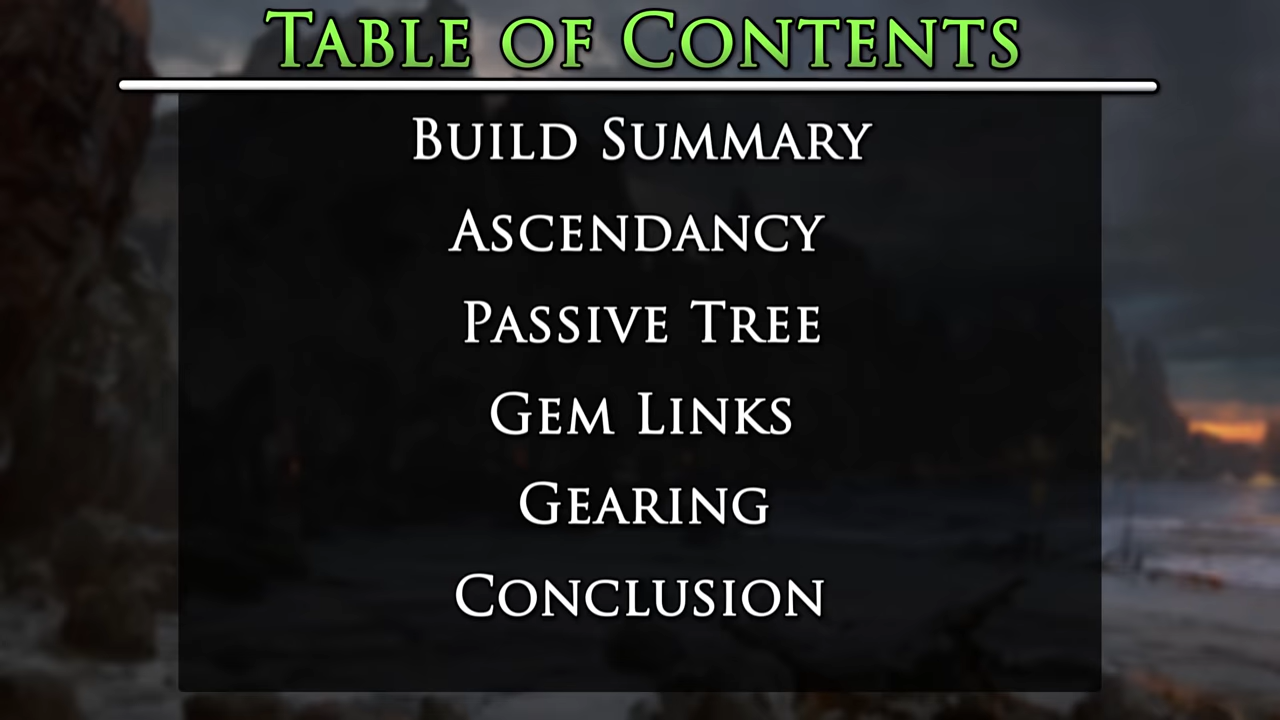 Table of Contents
Build Summary
Ascendancy
Passive Tree
Gem Links
Gearing
Conclusion